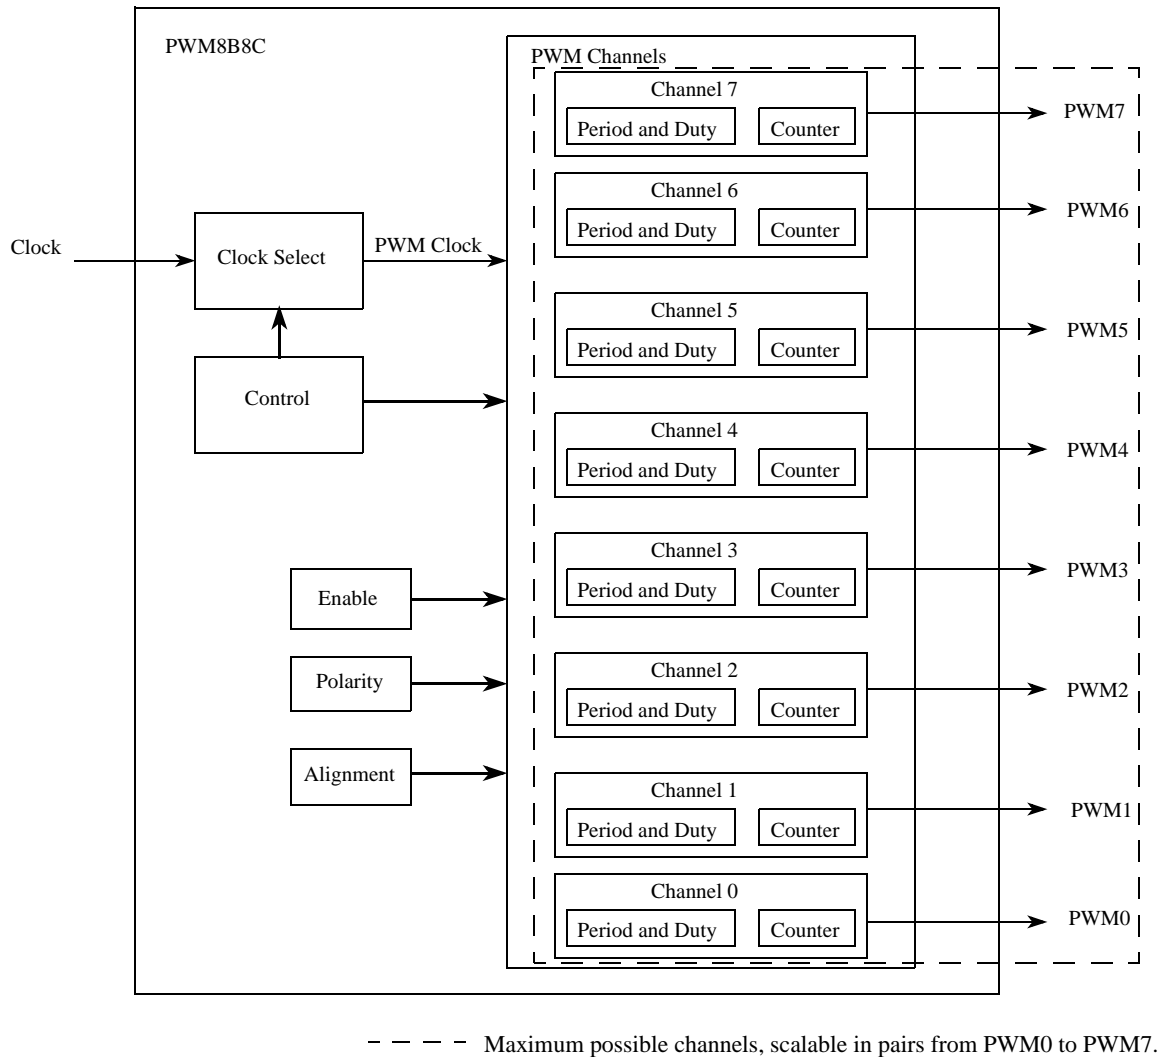 PWM8B8C
PWM Channels
Channel 7
Period and Duty
Counter
PWM7
Channel 6
Period and Duty
Counter
PWM6
Clock
Clock Select
PWM Clock
Channel 5
Period and Duty
Counter
PWM5
Control
Channel 4
Period and Duty
Counter
PWM4
Channel 3
Period and Duty
Counter
PWM3
Enable
Channel 2
Period and Duty
Counter
PWM2
Polarity
Alignment
Channel 1
Period and Duty
Counter
PWM1
Channel 0
Period and Duty
Counter
PWM0
Maximum possible channels, scalable in pairs from PWM0 to PWM7.